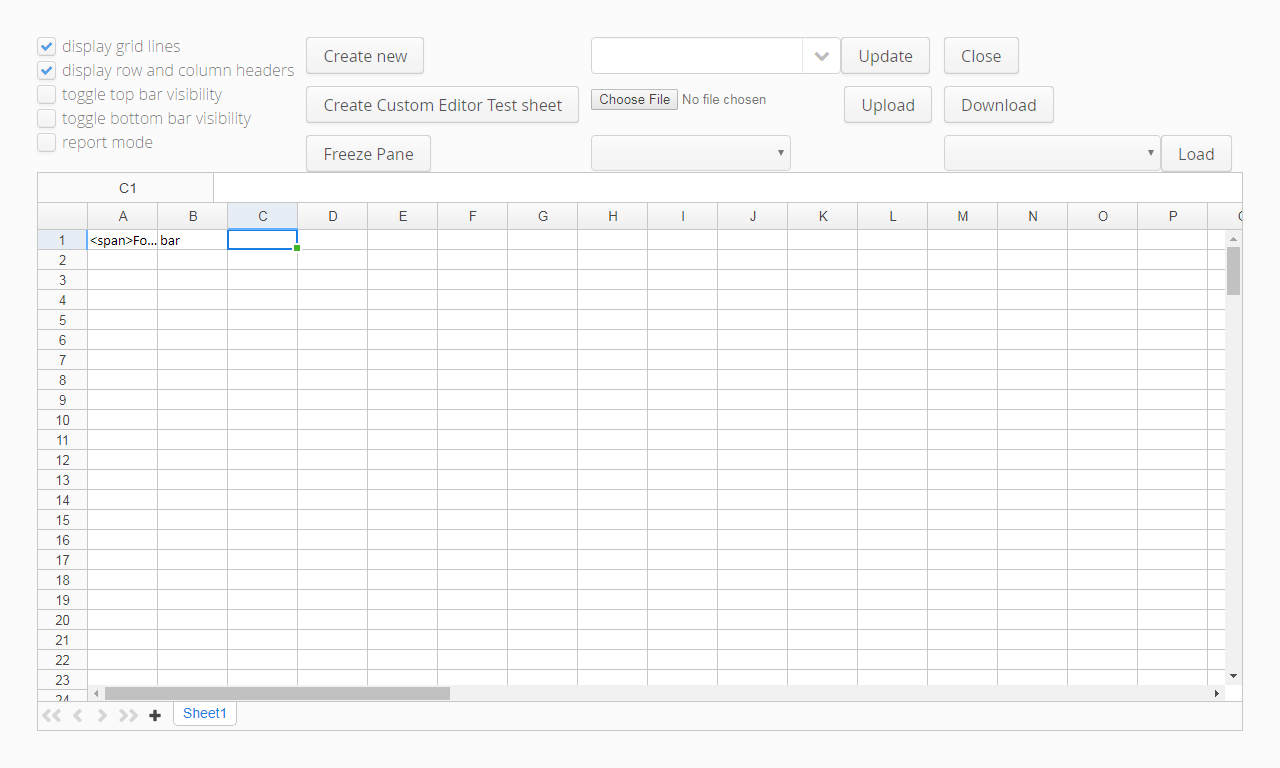 display grid lines
display row and column headers
toggle top bar visibility
toggle bottom bar visibility
report mode
Create new
Update
Close
Create Custom Editor Test sheet
Choose File No file chosen
Upload
Download
Freeze Pane
Load
C1
A B C D E F G H I J K L M N O P
1 <span>Fo... bar
2
3
4
5
6
7
8
9
10
11
12
13
14
15
16
17
18
19
20
21
22
23
24
Sheet1